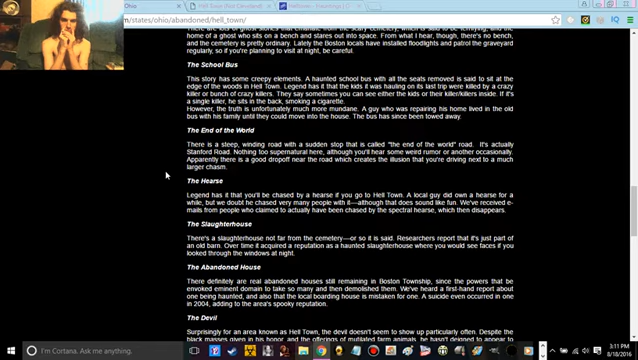 Ohio
Hell Town (Not Cleveland)
Helltown - Hauntings
m/states/ohio/abandoned/hell_town/
home of a ghost who sits on a bench and stares out into space. From what I hear, though, there's no bench,
and the cemetery is pretty ordinary. Lately the Boston locals have installed floodlights and patrol the graveyard
regularly, so if you're planning to visit at night, be careful.
The School Bus
This story has some creepy elements. A haunted school bus with all the seats removed is said to sit at the
edge of the woods in Hell Town. Legend has it that the kids it was hauling on its last trip were killed by a crazy
killer or bunch of crazy killers. They say sometimes you can see either the kids or their killer/killers inside. If it's
a single killer, he sits in the back, smoking a cigarette.
However, the truth is unfortunately much more mundane. A guy who was repairing his home lived in the old
bus with his family until they could move into the house. The bus has since been towed away.
The End of the World
There is a steep, winding road with a sudden stop that is called "the end of the world" road. It's actually
Stanford Road. Nothing too supernatural here, although you'll hear some weird rumor or another occasionally.
Apparently there is a good dropoff near the road which creates the illusion that you're driving next to a much
larger chasm.
The Hearse
Legend has it that you'll be chased by a hearse if you go to Hell Town. A local guy did own a hearse for a
while, but we doubt he chased very many people with it—although that does sound like fun. We've received e-
mails from people who claimed to actually have been chased by the spectral hearse, which then disappears.
The Slaughterhouse
There's a slaughterhouse not far from the cemetery—or so it is said. Researchers report that it's just part of
an old barn. Over time it acquired a reputation as a haunted slaughterhouse where you would see faces if you
looked through the windows at night.
The Abandoned House
There definitely are real abandoned houses still remaining in Boston Township, since the powers that be
invoked eminent domain to take so many and then demolished them. We've heard a first-hand report about
one being haunted, and also that the local boarding house is mistaken for one. A suicide even occurred in one
in 2004, adding to the area's spooky reputation.
The Devil
Surprisingly for an area known as Hell Town, the devil doesn't seem to show up particularly often. Despite the
black masses given in his honor, and the offerings of mutilated farm animals, he hasn't deigned to appear to
I'm Cortana. Ask me anything.
3:11 PM
8/18/2016